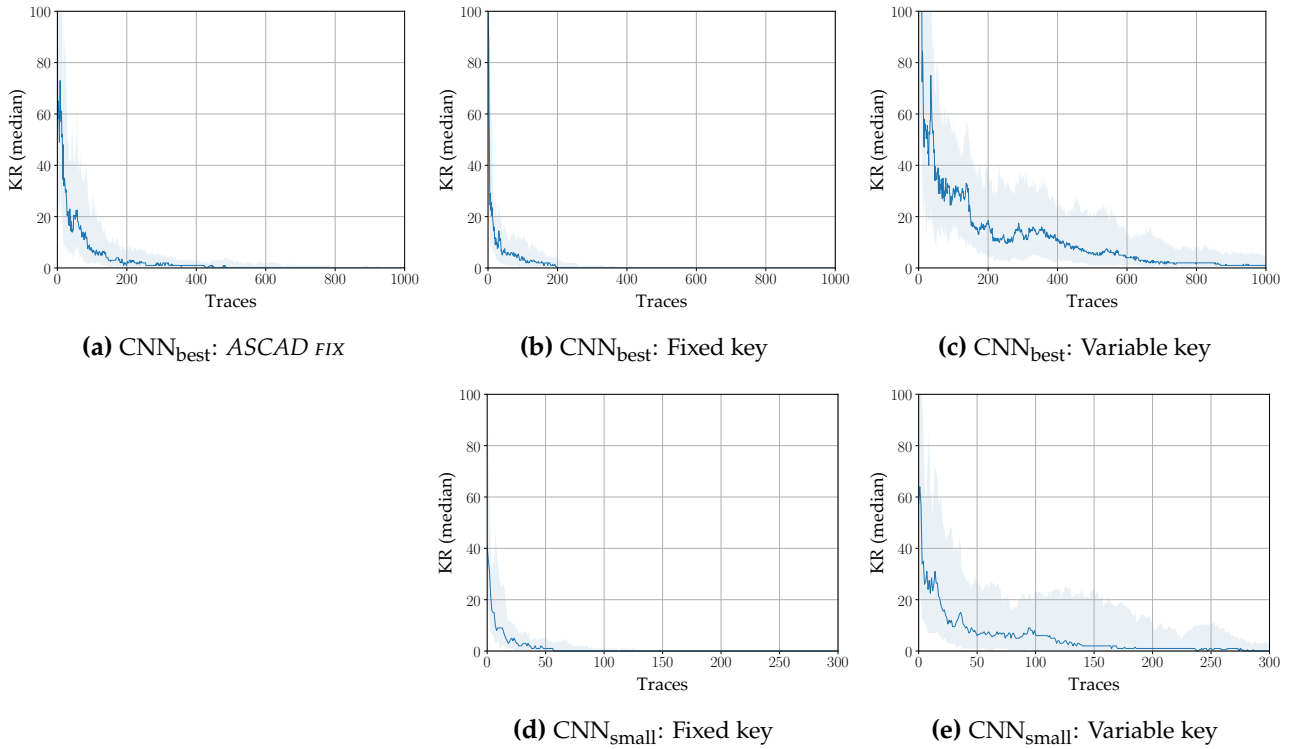 100
80
60
40
20
0
KR (median)
0 200 400 600 800 1000
Traces
(a) CNNbest: ASCAD FIX
100
80
60
40
20
0
KR (median)
0 200 400 600 800 1000
Traces
(b) CNNbest: Fixed key
100
80
60
40
20
0
KR (median)
0 200 400 600 800 1000
Traces
(c) CNNbest: Variable key
100
80
60
40
20
0
KR (median)
0 50 100 150 200 250 300
Traces
(d) CNNsmall: Fixed key
100
80
60
40
20
0
KR (median)
0 50 100 150 200 250 300
Traces
(e) CNNsmall: Variable key